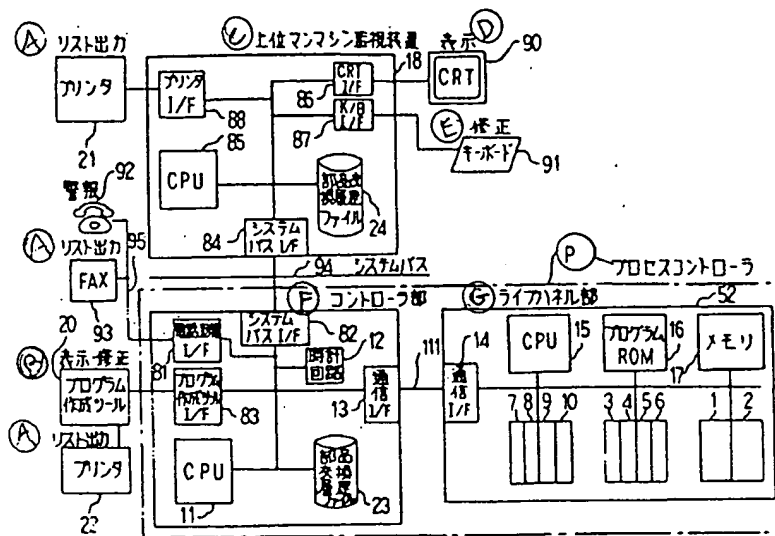 A リスト出力
プリンタ
21
C 上位マンマシン監視装置
18
プリンタ
I/F
88
CRT
I/F
86
K/B
I/F
87
表示 D
90
CRT
E 修正
キーボード
91
85
CPU
部品交
換履歴
ファイル
24
警報
92
84
システム
バス I/F
A リスト出力
95
FAX
93
94 システムバス
P プロセスコントローラ
F コントローラ部
G ライブパネル部
52
20
B 表示・修正
プログラム
作成ツール
81
I/F
システム
バス I/F
82
時計
回路
12
プログラム
作成ツール
I/F
83
13
通信
I/F
111
14
通信
I/F
CPU
15
プログラム
ROM
16
メモリ
17
A リスト出力
プリンタ
22
CPU
11
部品
交換
履歴
ファイル
23
7 8 9 10
3 4 5 6
1 2